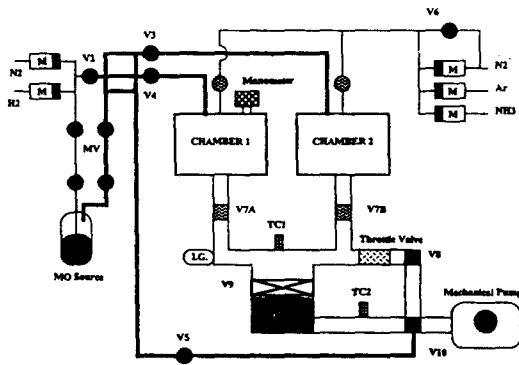 V6
V3
V2
N2
M
V4
Manometer
M
N2
H2
M
M
Ar
M
NH3
CHAMBER 1
CHAMBER 2
MV
V7A
V7B
TC1
Throttle Valve
MO Source
I.G.
V8
V9
TC2
Mechanical Pump
V5
V10